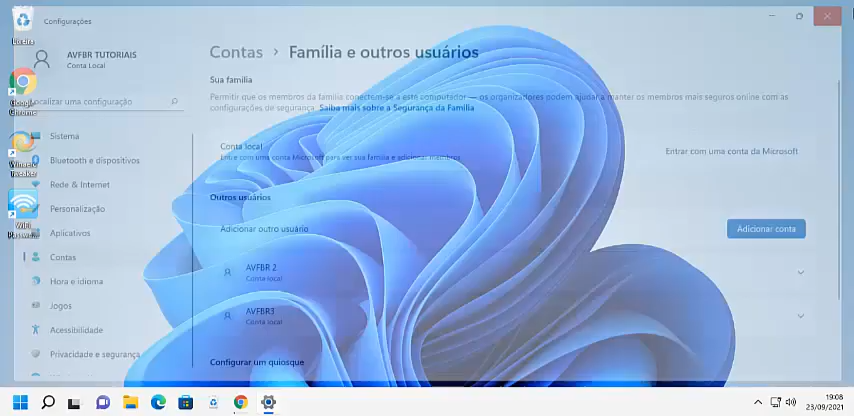 Configurações
Lixeira
AVFBR TUTORIAIS
Conta Local
Contas > Família e outros usuários
Sua família
Permitir que os membros da família conectem-se a este computador — os organizadores podem ajudar a manter os membros mais seguros online com as
configurações de segurança. Saiba mais sobre a Segurança da Família
Google
Chrome
Localizar uma configuração
Sistema
Bluetooth e dispositivos
Rede & Internet
Personalização
Aplicativos
Contas
Hora e idioma
Jogos
Acessibilidade
Privacidade e segurança
Winaero
Tweaker
Conta local
Entre com uma conta Microsoft para ver sua família e adicionar membros
Entrar com uma conta da Microsoft
Outros usuários
Adicionar outro usuário
Adicionar conta
AVFBR 2
Conta local
AVFBR3
Conta local
Configurar um quiosque
19:08
23/09/2021